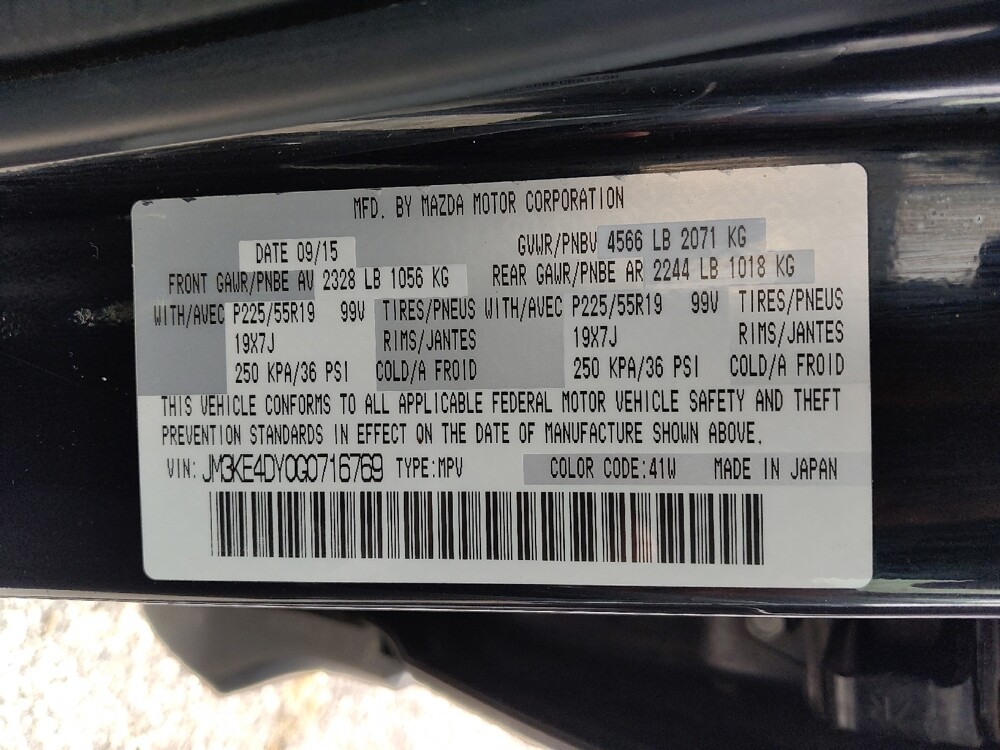 MFD. BY MAZDA MOTOR CORPORATION
DATE 09/15 GVWR/PNBV 4566 LB 2071 KG
FRONT GAWR/PNBE AV 2328 LB 1056 KG REAR GAWR/PNBE AR 2244 LB 1018 KG
WITH/AVEC P225/55R19 99V TIRES/PNEUS WITH/AVEC P225/55R19 99V TIRES/PNEUS
19X7J RIMS/JANTES 19X7J RIMS/JANTES
250 KPA/36 PSI COLD/A FROID 250 KPA/36 PSI COLD/A FROID
THIS VEHICLE CONFORMS TO ALL APPLICABLE FEDERAL MOTOR VEHICLE SAFETY AND THEFT
PREVENTION STANDARDS IN EFFECT ON THE DATE OF MANUFACTURE SHOWN ABOVE.
VIN: JM3KE4DY0G0716769 TYPE:MPV COLOR CODE:41W MADE IN JAPAN